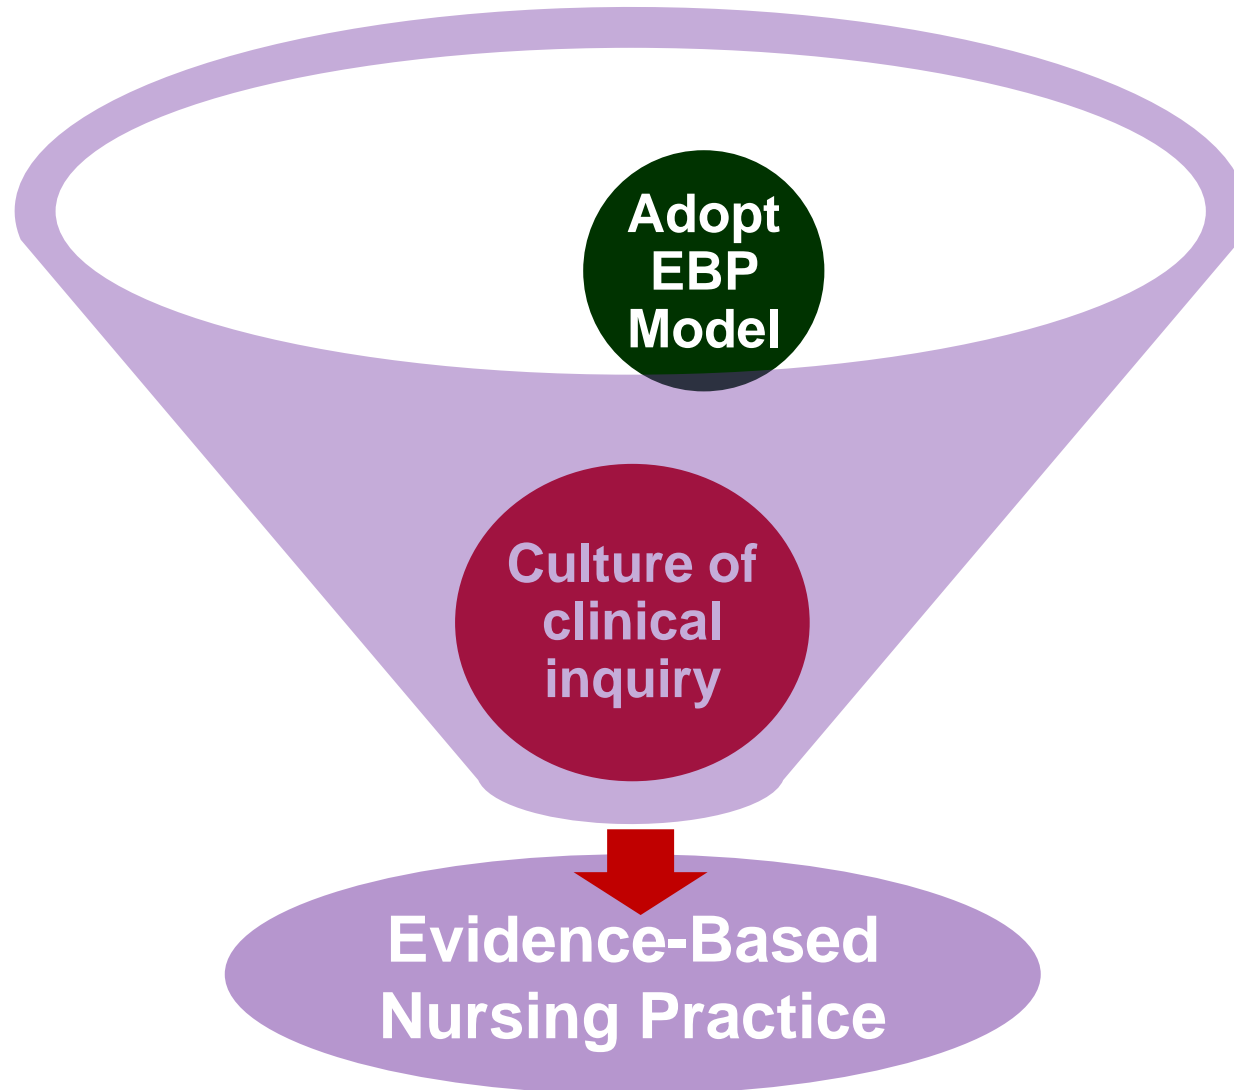 Adopt
EBP
Model
Culture of
clinical
inquiry
Evidence-Based
Nursing Practice